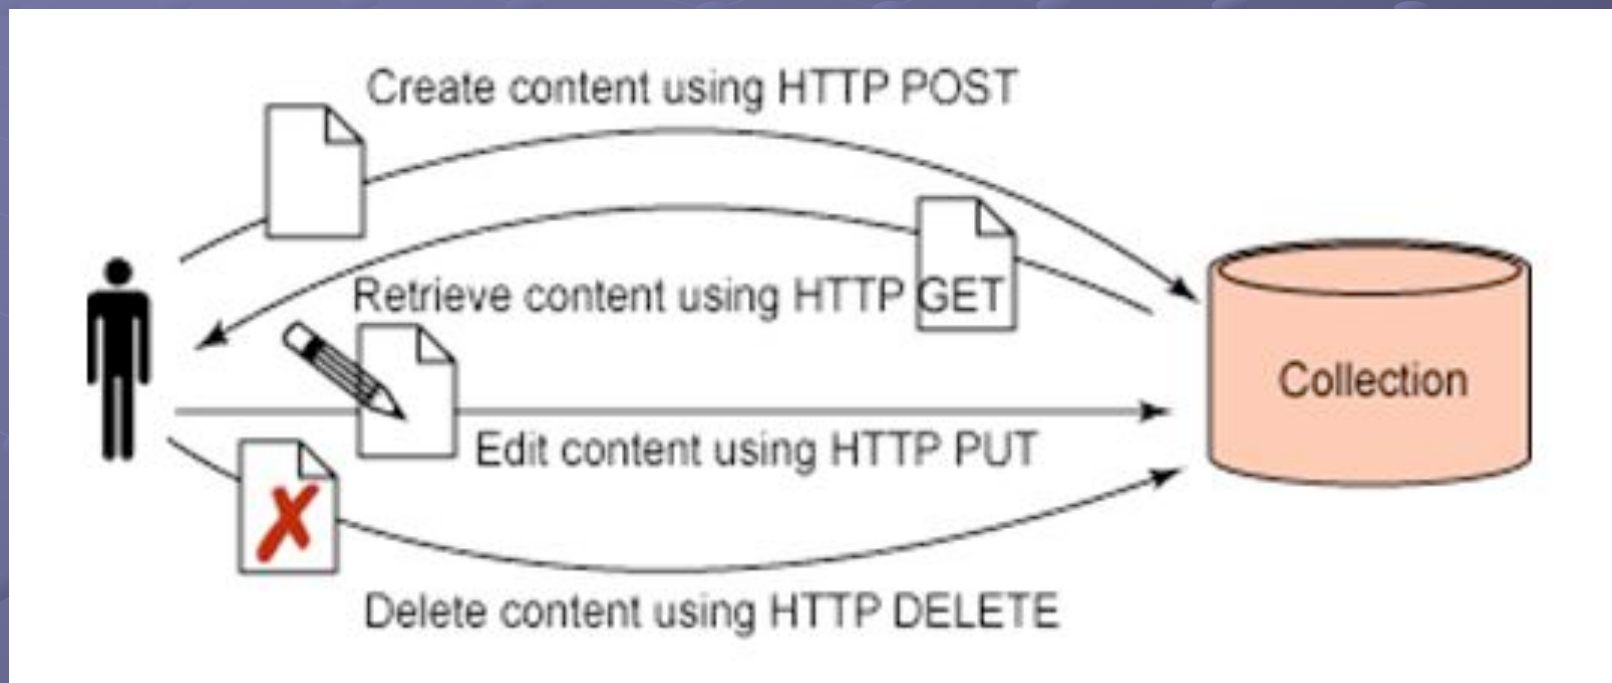 Create content using HTTP POST
Retrieve content using HTTP GET
Collection
Edit content using HTTP PUT
Delete content using HTTP DELETE